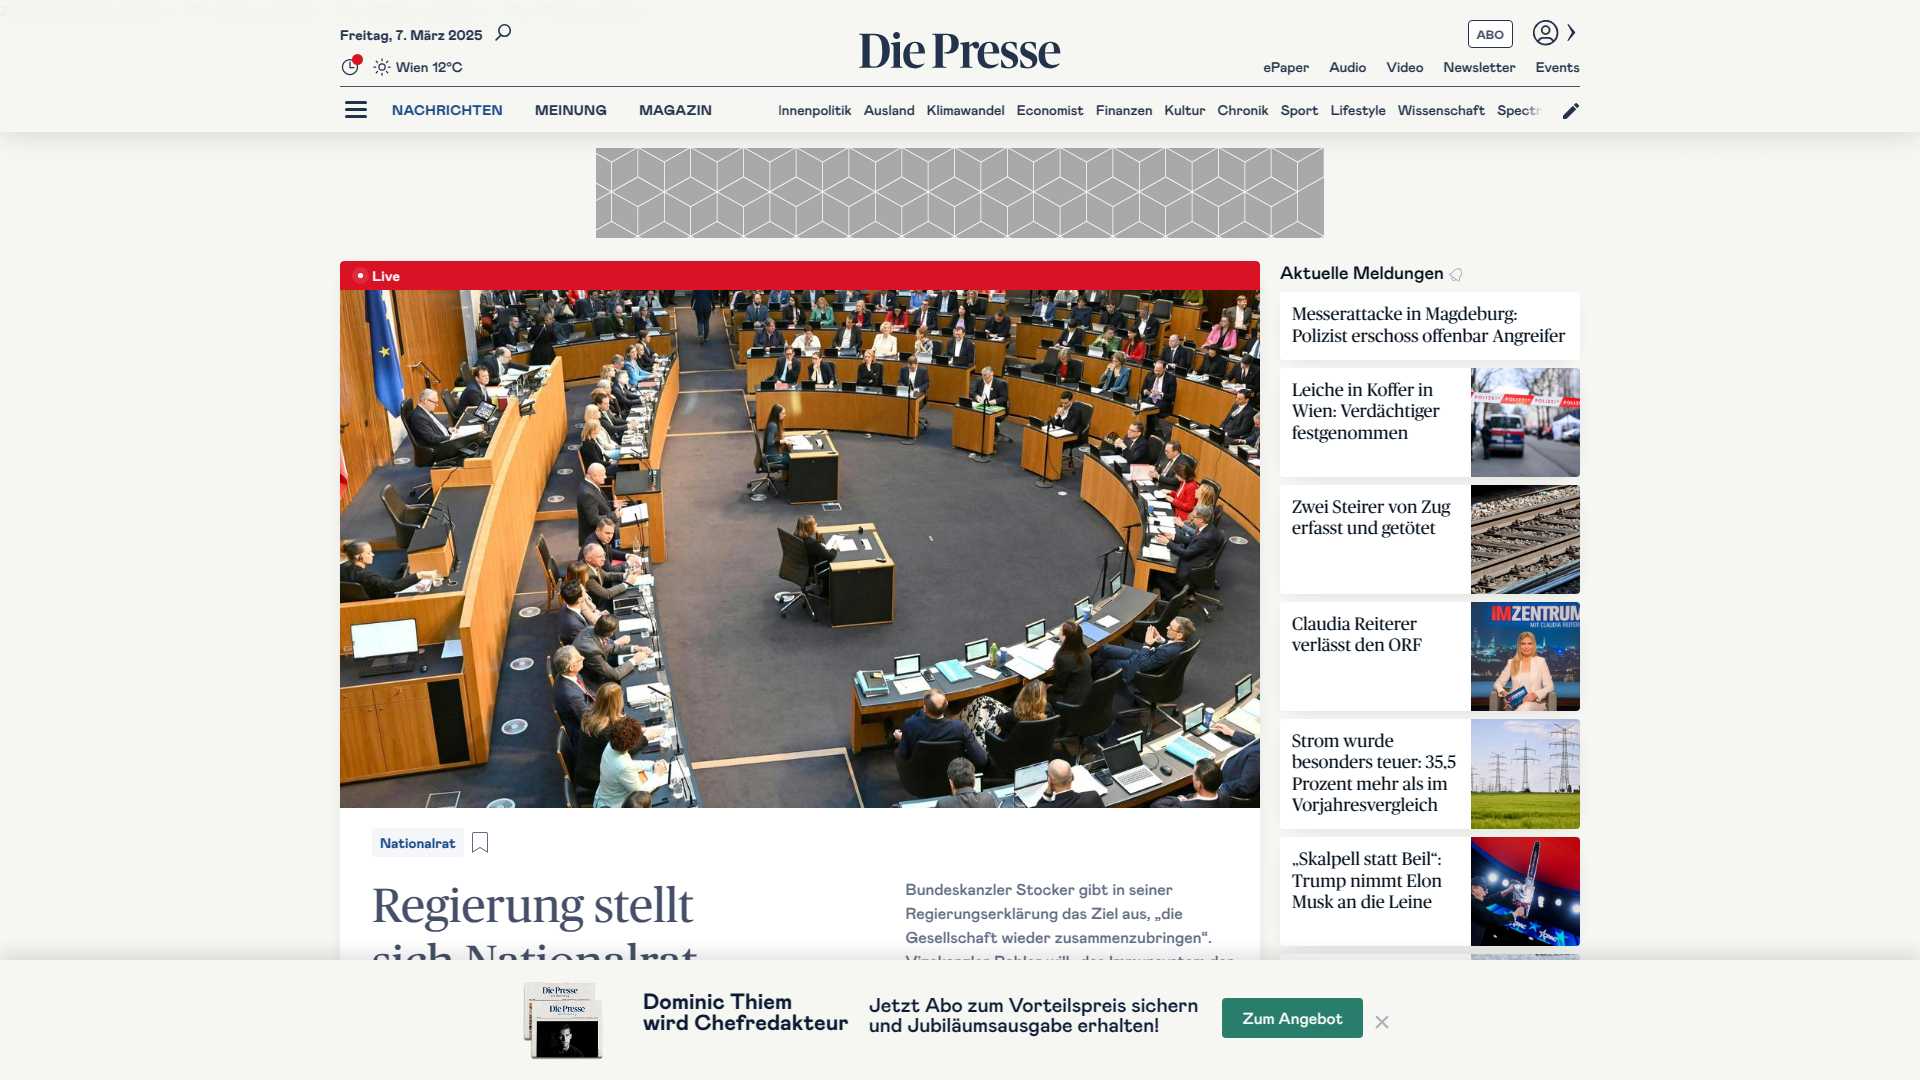 Freitag, 7. März 2025
Die Presse
ABO
Wien 12°C
ePaper Audio Video Newsletter Events
NACHRICHTEN MEINUNG MAGAZIN
Innenpolitik Ausland Klimawandel Economist Finanzen Kultur Chronik Sport Lifestyle Wissenschaft
Live
Nationalrat
Regierung stellt
sich Nationalrat
Bundeskanzler Stocker gibt in seiner
Regierungserklärung das Ziel aus, „die
Gesellschaft wieder zusammenzubringen“.
Aktuelle Meldungen
Messerattacke in Magdeburg:
Polizist erschoss offenbar Angreifer
Leiche in Koffer in
Wien: Verdächtiger
festgenommen
POLIZEI
Zwei Steirer von Zug
erfasst und getötet
Claudia Reiterer
verlässt den ORF
IMZENTRUM
MIT CLAUDIA REITERER
Strom wurde
besonders teuer: 35,5
Prozent mehr als im
Vorjahresvergleich
„Skalpell statt Beil“:
Trump nimmt Elon
Musk an die Leine
Die Presse
Die Presse
Dominic Thiem
wird Chefredakteur
Jetzt Abo zum Vorteilspreis sichern
und Jubiläumsausgabe erhalten!
Zum Angebot